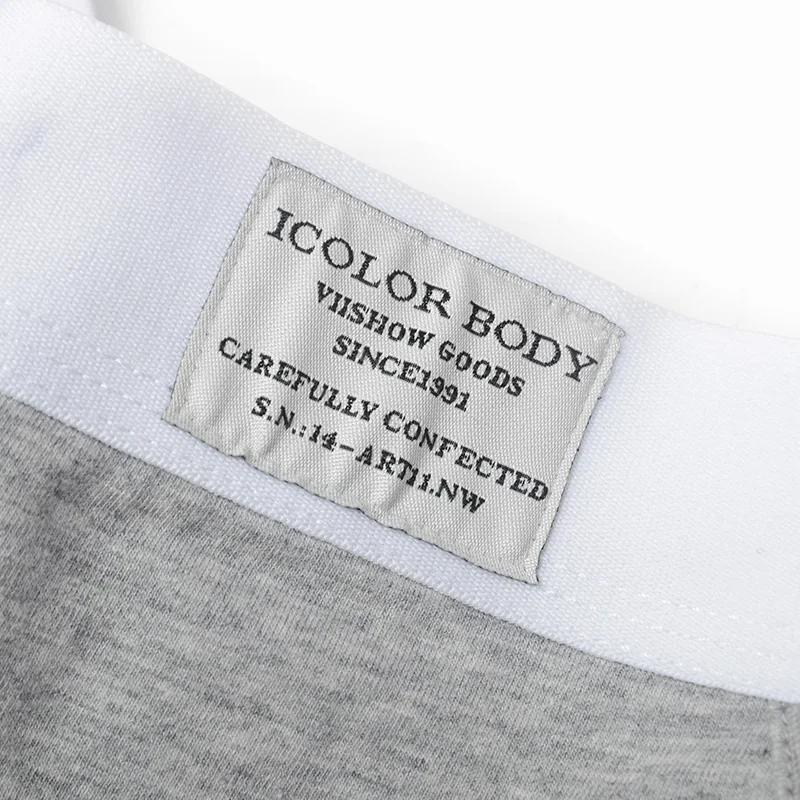 ICOLOR BODY
VIISHOW GOODS
SINCE1991
CAREFULLY CONFECTED
S.N.:14-ART11.NW